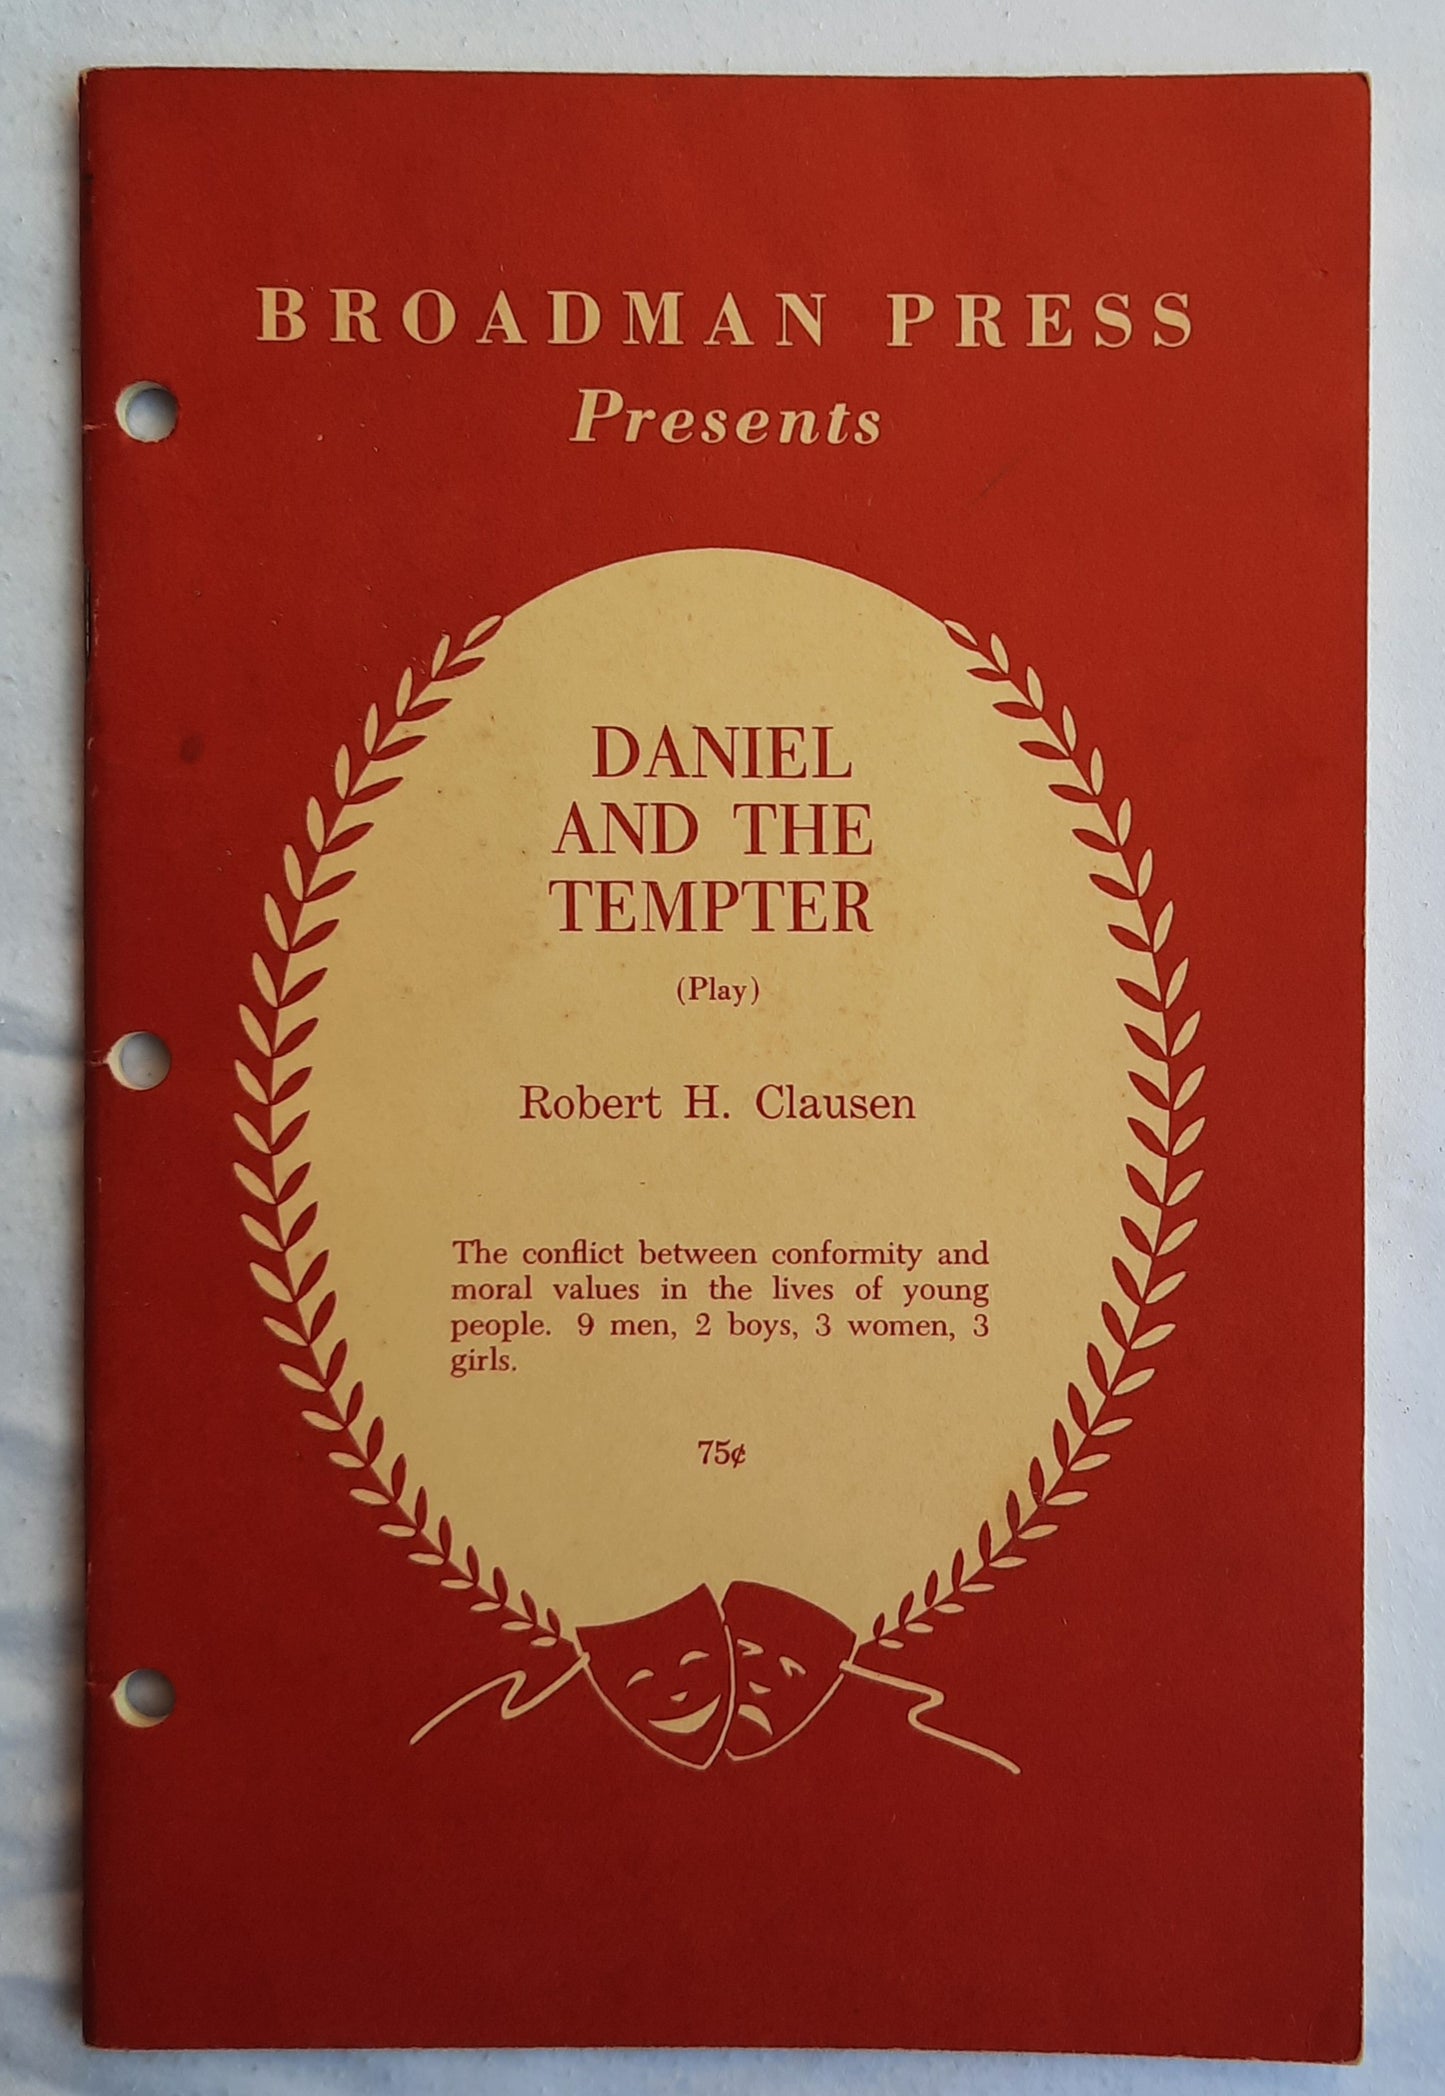 BROADMAN PRESS
Presents
DANIEL
AND THE
TEMPTER
(Play)
Robert H. Clausen
The conflict between conformity and
moral values in the lives of young
people. 9 men, 2 boys, 3 women, 3
girls.
75¢